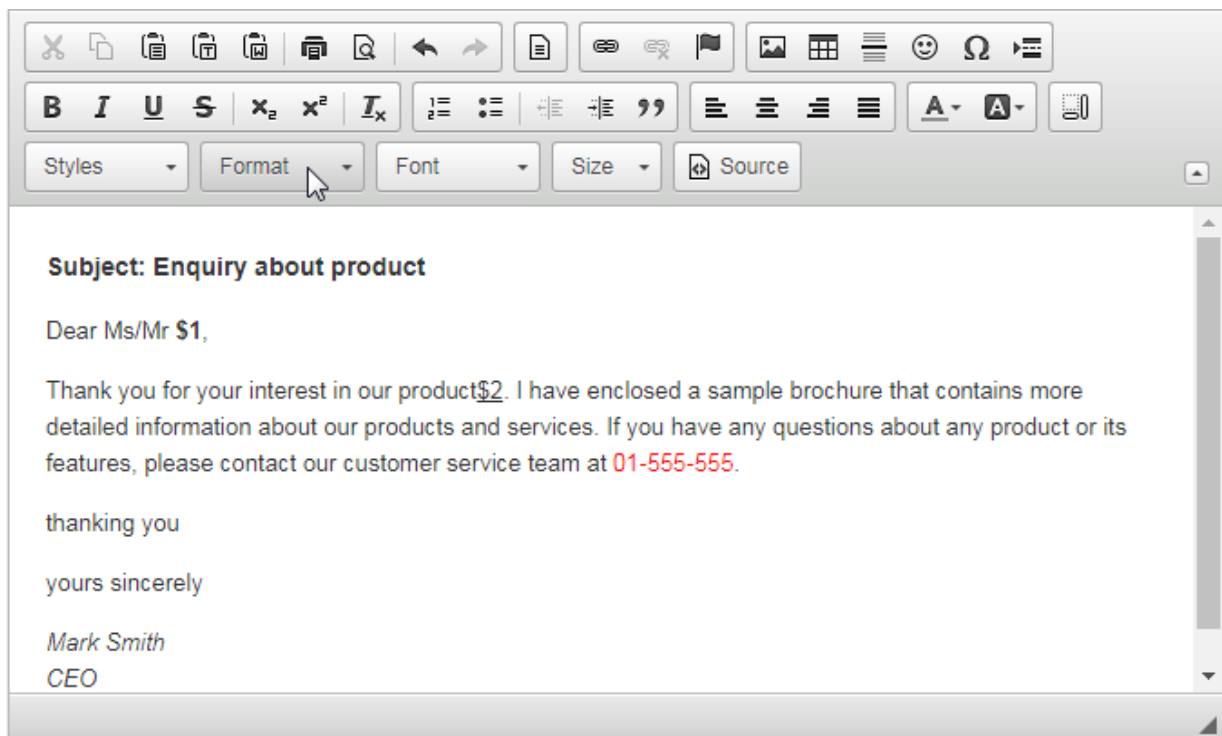 Styles Format Font Size Source
Subject: Enquiry about product
Dear Ms/Mr $1,
Thank you for your interest in our product$2. I have enclosed a sample brochure that contains more
detailed information about our products and services. If you have any questions about any product or its
features, please contact our customer service team at 01-555-555.
thanking you
yours sincerely
Mark Smith
CEO